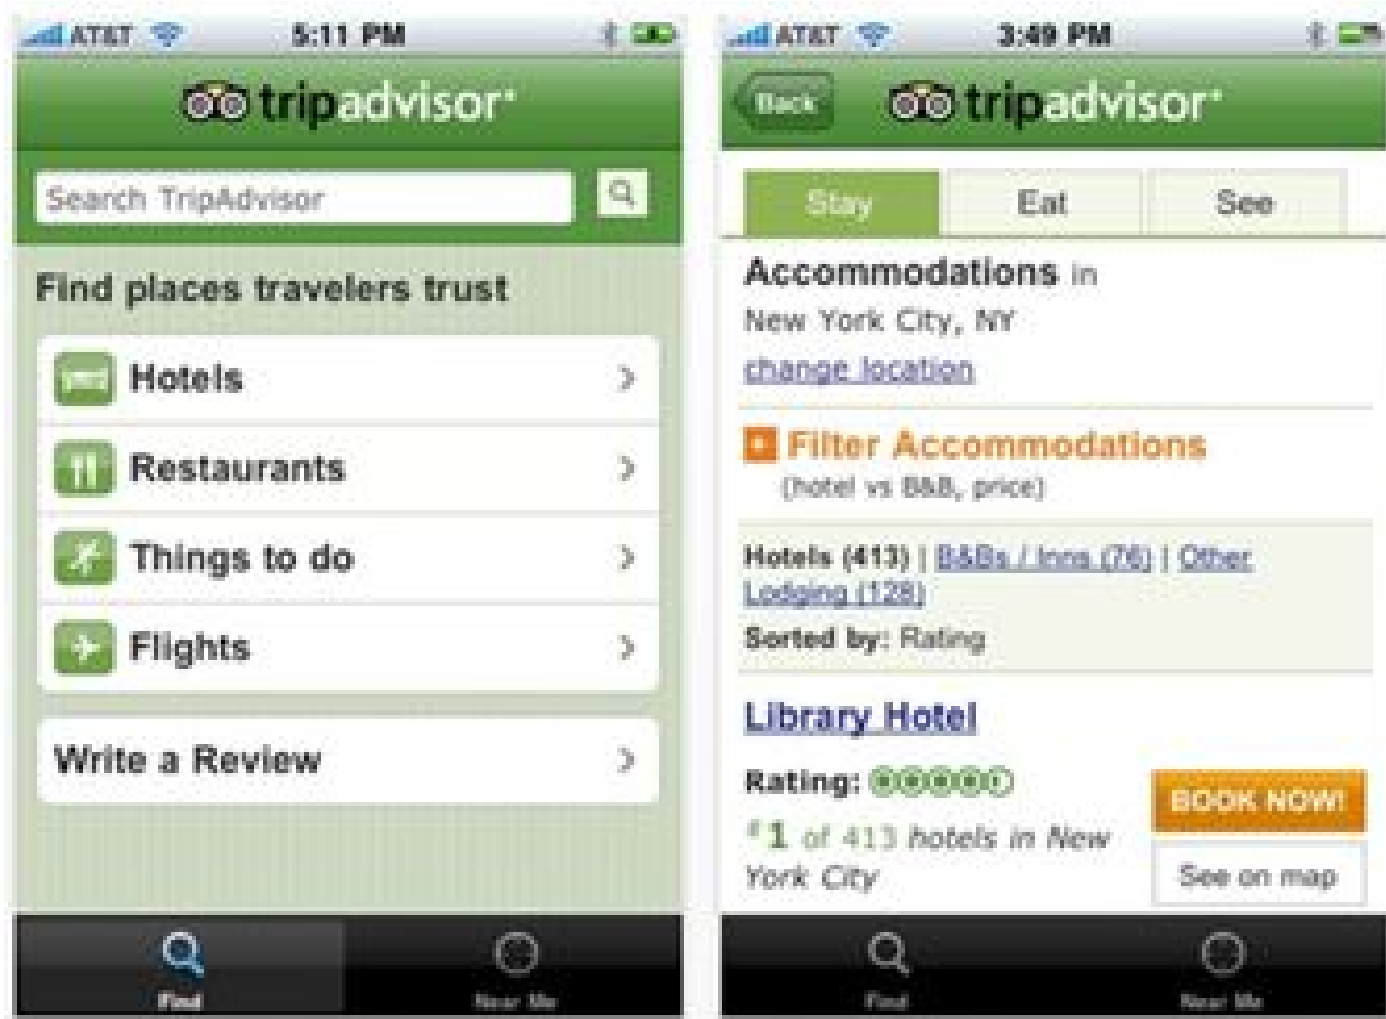 AT&T 5:11 PM
tripadvisor
Search TripAdvisor
Find places travelers trust
Hotels
Restaurants
Things to do
Flights
Write a Review
Find
Near Me
AT&T 3:49 PM
Back
tripadvisor
Stay
Eat
See
Accommodations in
New York City, NY
change location
Filter Accommodations
(hotel vs B&B, price)
Hotels (413) | B&Bs / Inns (76) | Other
Lodging (128)
Sorted by: Rating
Library Hotel
Rating:
#1 of 413 hotels in New
York City
BOOK NOW!
See on map
Find
Near Me